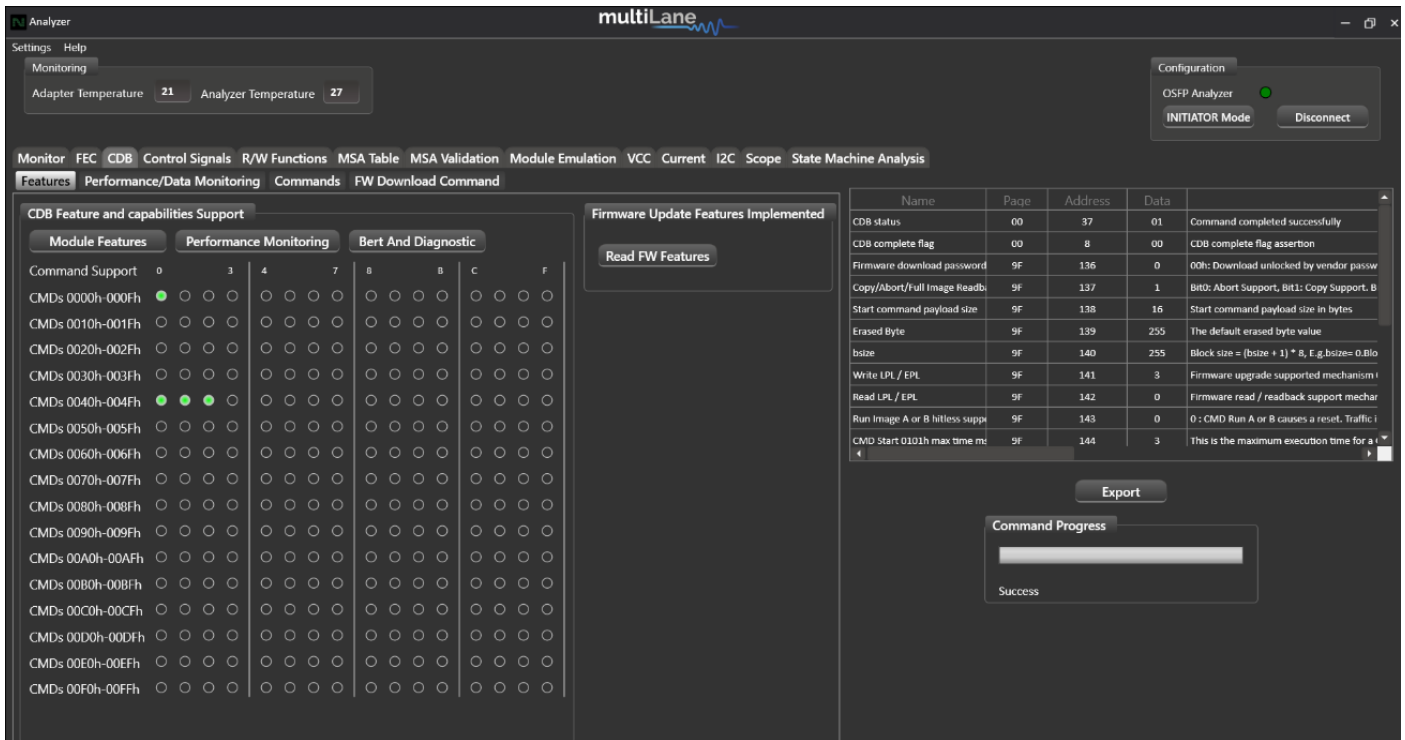 Analyzer
multiLane
Settings Help
Monitoring
Adapter Temperature 21 Analyzer Temperature 27
Configuration
OSFP Analyzer
INITIATOR Mode Disconnect
Monitor FEC CDB Control Signals R/W Functions MSA Table MSA Validation Module Emulation VCC Current I2C Scope State Machine Analysis
Features Performance/Data Monitoring Commands FW Download Command
CDB Feature and capabilities Support
Module Features Performance Monitoring Bert And Diagnostic
Command Support 0 3 4 7 8 B C F
CMDs 0000h-000Fh
CMDs 0010h-001Fh
CMDs 0020h-002Fh
CMDs 0030h-003Fh
CMDs 0040h-004Fh
CMDs 0050h-005Fh
CMDs 0060h-006Fh
CMDs 0070h-007Fh
CMDs 0080h-008Fh
CMDs 0090h-009Fh
CMDs 00A0h-00AFh
CMDs 00B0h-00BFh
CMDs 00C0h-00CFh
CMDs 00D0h-00DFh
CMDs 00E0h-00EFh
CMDs 00F0h-00FFh
Firmware Update Features Implemented
Read FW Features
Name Page Address Data
CDB status 00 37 01 Command completed successfully
CDB complete flag 00 8 00 CDB complete flag assertion
Firmware download password 9F 136 0 00h: Download unlocked by vendor passw
Copy/Abort/Full Image Readb 9F 137 1 Bit0: Abort Support, Bit1: Copy Support. B
Start command payload size 9F 138 16 Start command payload size in bytes
Erased Byte 9F 139 255 The default erased byte value
bsize 9F 140 255 Block size = (bsize + 1) * 8, E.g.bsize= 0.Blo
Write LPL / EPL 9F 141 3 Firmware upgrade supported mechanism
Read LPL / EPL 9F 142 0 Firmware read / readback support mechar
Run Image A or B hitless suppo 9F 143 0 0 : CMD Run A or B causes a reset. Traffic i
CMD Start 0101h max time ms 9F 144 3 This is the maximum execution time for a
Export
Command Progress
Success